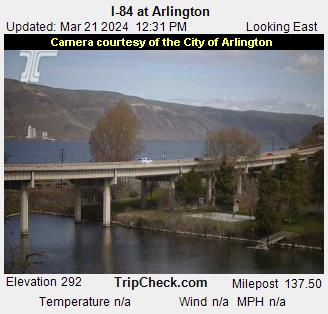 I-84 at Arlington
Updated: Mar 21 2024 12:31 PM Looking East
Camera courtesy of the City of Arlington
Elevation 292 TripCheck.com Milepost 137.50
Temperature n/a Wind n/a MPH n/a